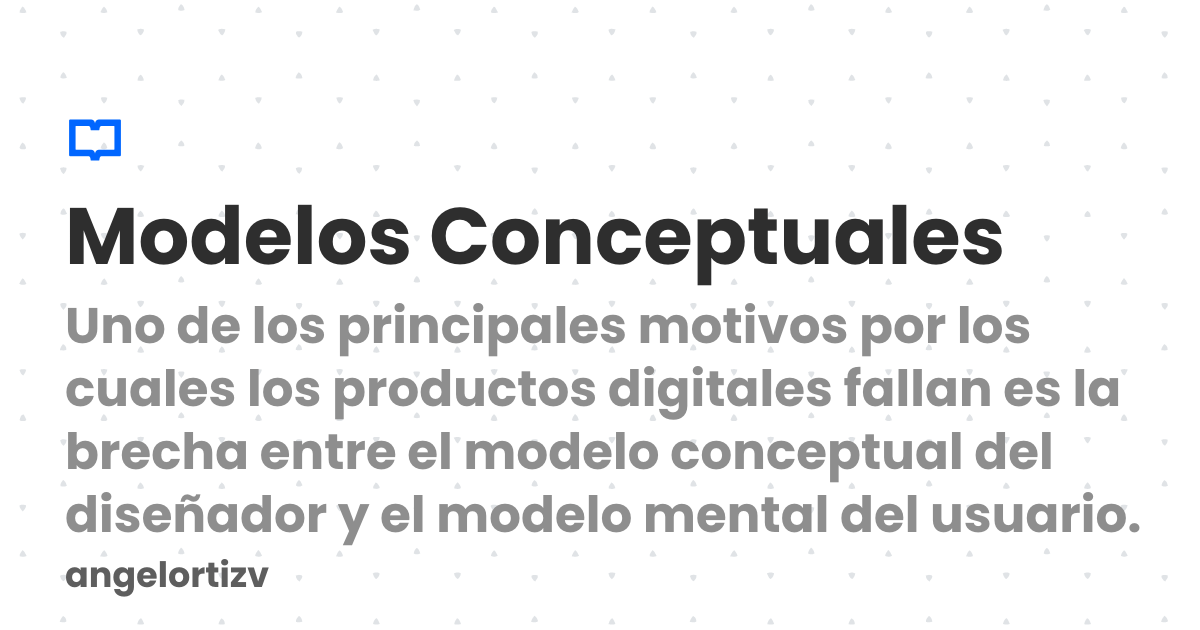 Modelos Conceptuales
Uno de los principales motivos por los
cuales los productos digitales fallan es la
brecha entre el modelo conceptual del
diseñador y el modelo mental del usuario.
angelortizv